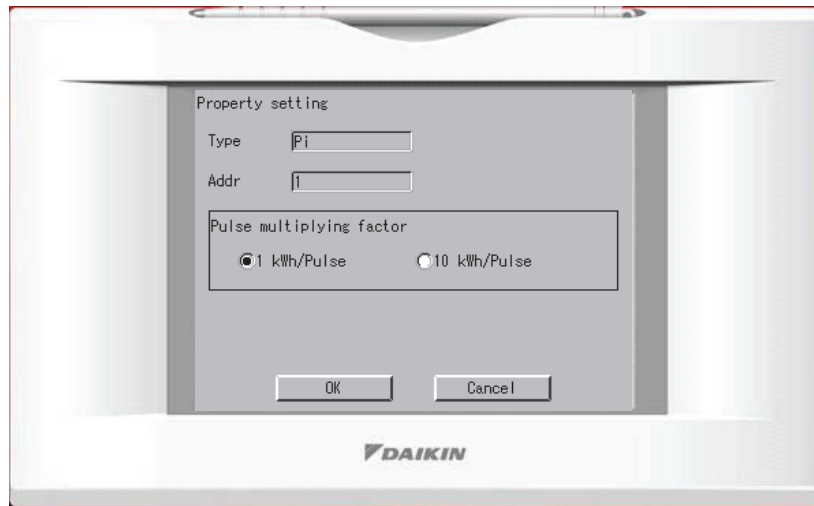 Property setting
Type Pi
Addr 1
Pulse multiplying factor
1 kWh/Pulse 10 kWh/Pulse
OK Cancel
DAIKIN